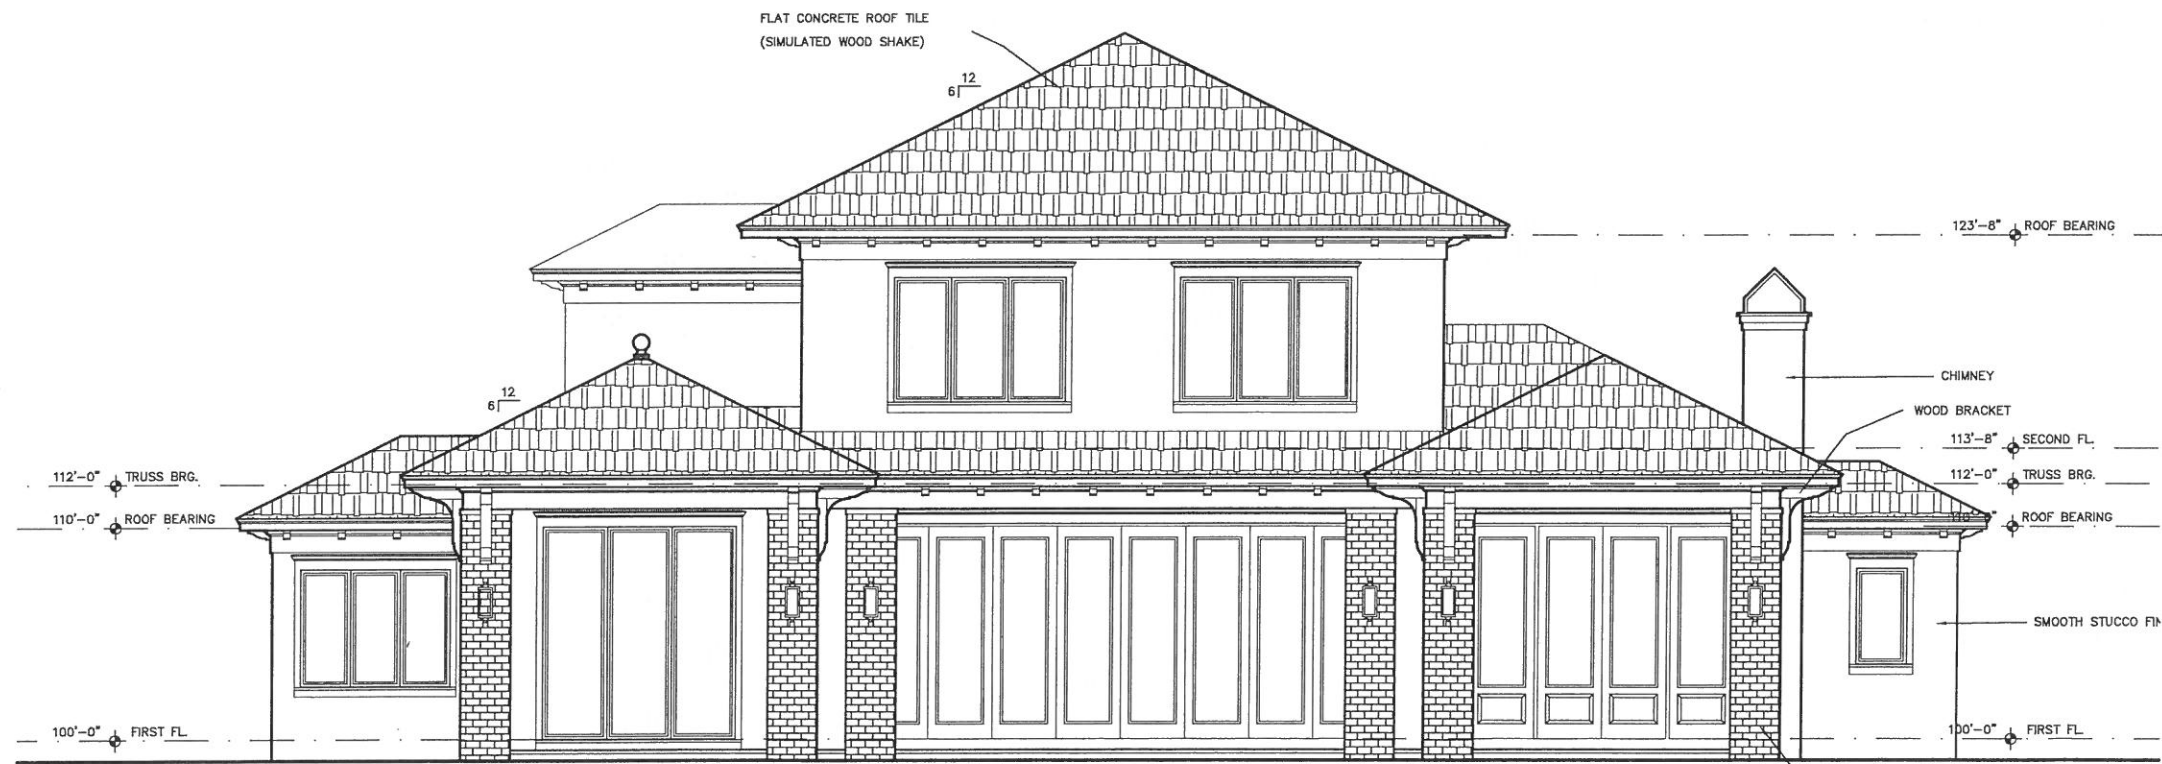 FLAT CONCRETE ROOF TILE
(SIMULATED WOOD SHAKE)
12
6
123'-8" ROOF BEARING
CHIMNEY
12
6
WOOD BRACKET
113'-8" SECOND FL.
112'-0" TRUSS BRG.
112'-0" TRUSS BRG.
110'-0" ROOF BEARING
ROOF BEARING
SMOOTH STUCCO
100'-0" FIRST FL.
100'-0" FIRST FL.